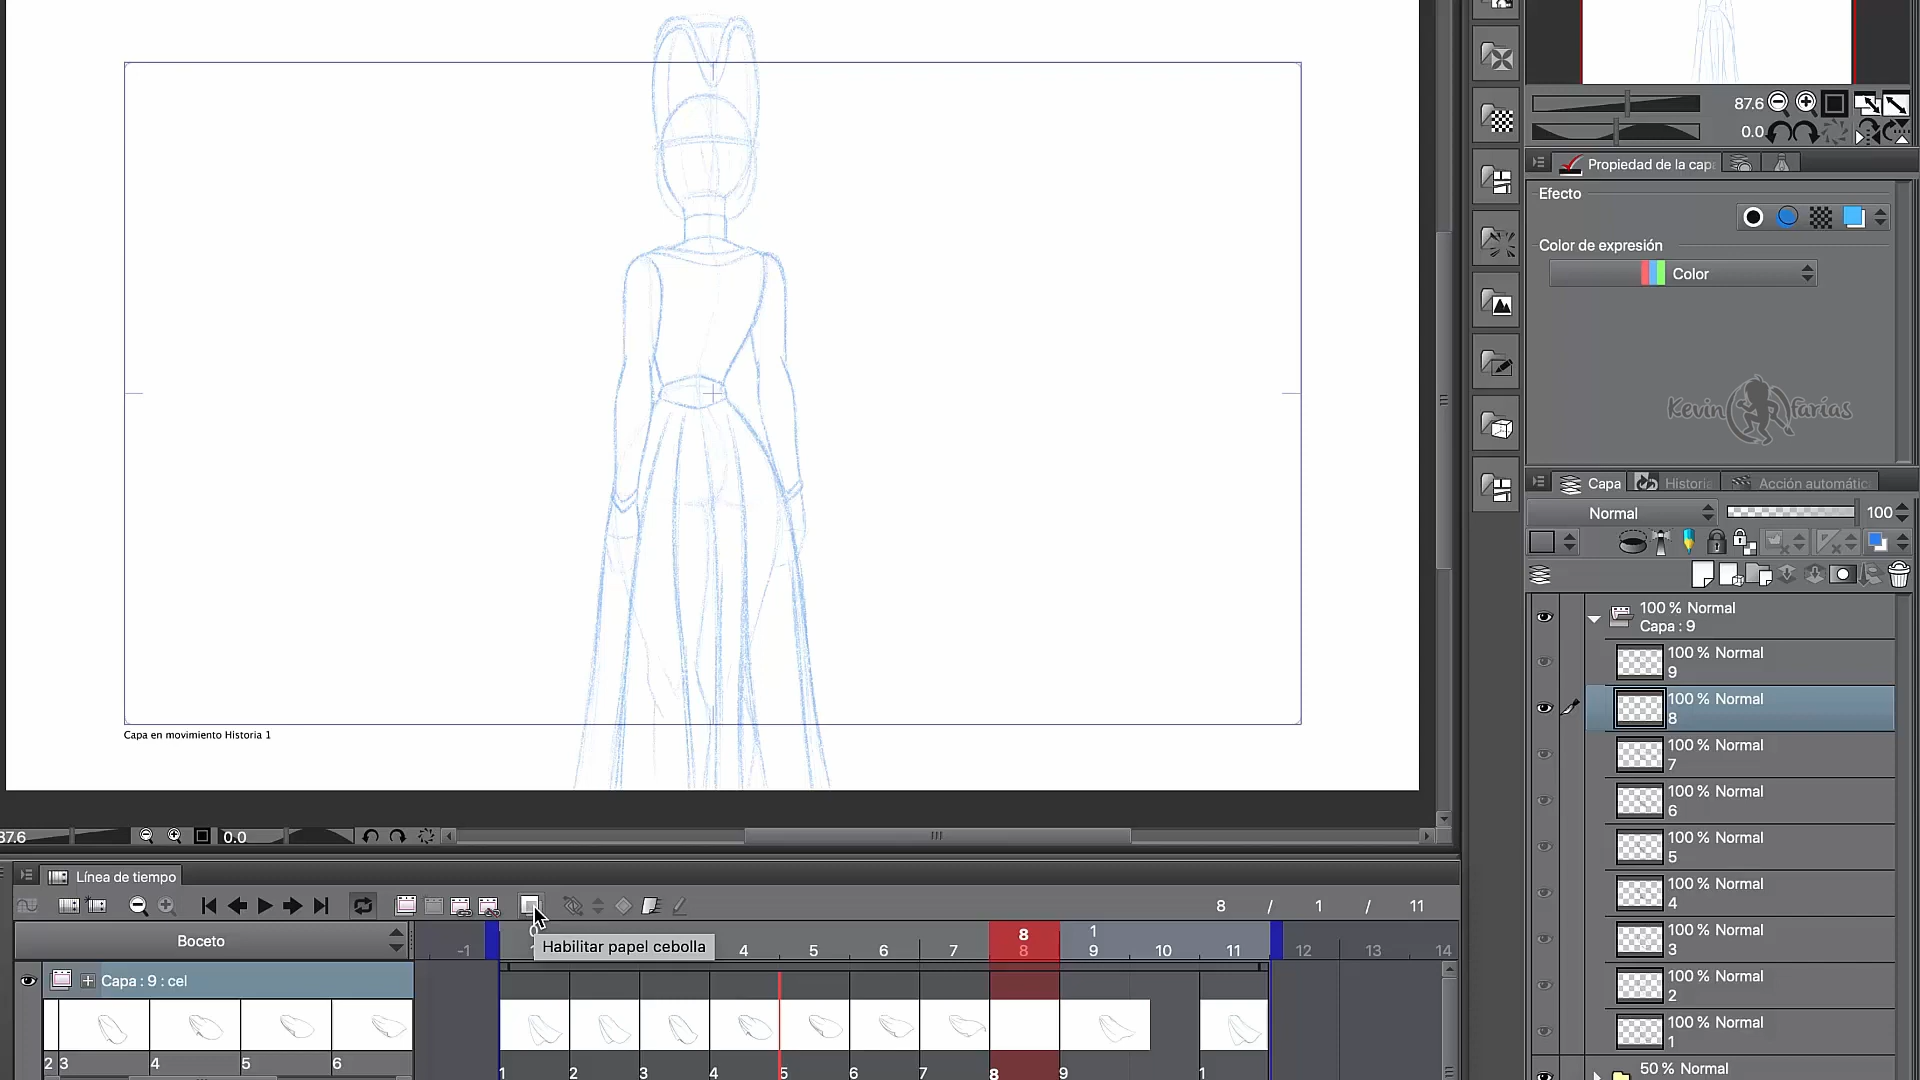 87.6
0.0
Propiedad de la capa
Efecto
Color de expresión
Color
Kevin farias
Capa
Historia
Acción automátic
Normal
100
100 % Normal
Capa : 9
100 % Normal
9
100 % Normal
8
100 % Normal
7
100 % Normal
6
100 % Normal
5
100 % Normal
4
100 % Normal
3
100 % Normal
2
100 % Normal
1
50 % Normal
Capa en movimiento Historia 1
37.6
0.0
Línea de tiempo
8 / 1 / 11
Boceto
0
8
1
-1
4 5 6 7 8 9 10 11 12 13 14
Habilitar papel cebolla
Capa : 9 : cel
2 3 4 5 6
1 2 3 4 5 6 7 8 9 1